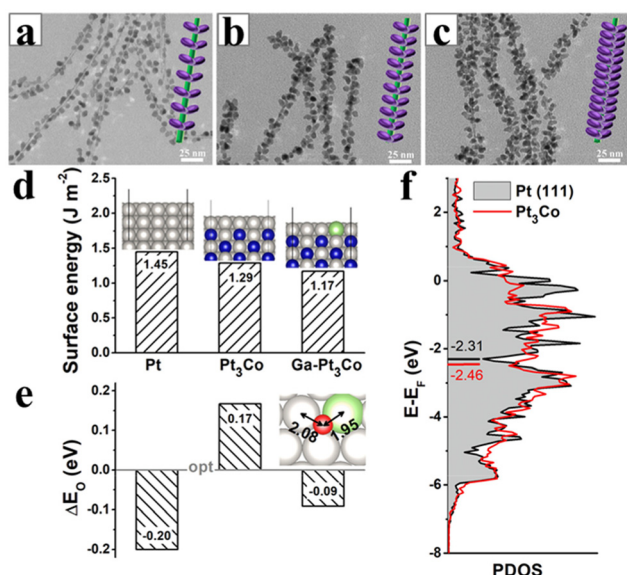 a
25 nm
b
25 nm
c
25 nm
d
Surface energy (J m⁻²)
2.5
2.0
1.5
1.0
0.5
0.0
1.45
1.29
1.17
Pt
Pt₃Co
Ga-Pt₃Co
e
ΔE_O (eV)
0.2
0.1
0.0
-0.1
-0.2
opt
-0.20
0.17
-0.09
2.08
1.95
f
Pt (111)
Pt₃Co
E-E_F (eV)
2
0
-2
-4
-6
-8
-2.31
-2.46
PDOS